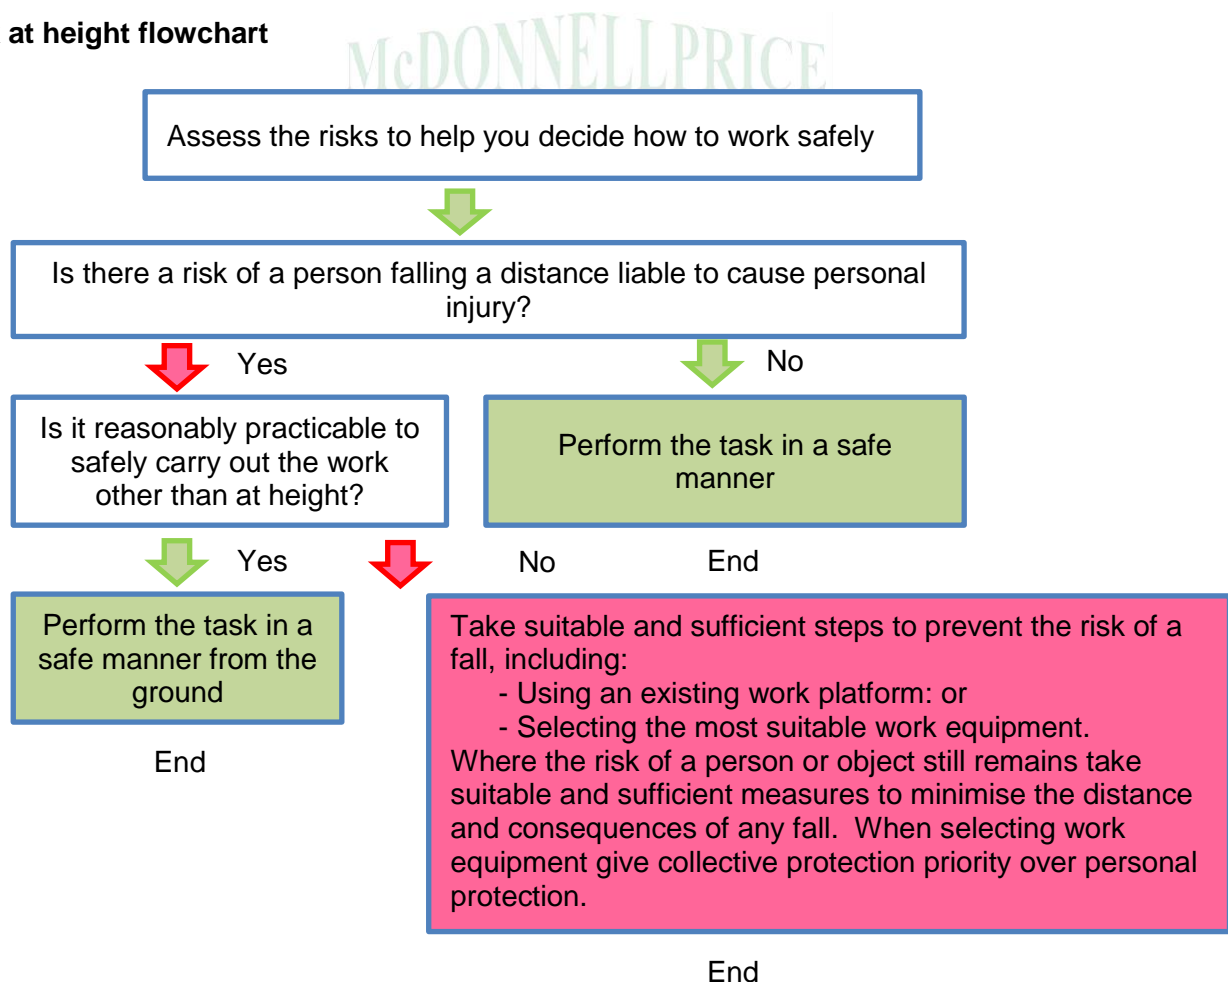 at height flowchart
McDONNELLPRICE
Assess the risks to help you decide how to work safely
Is there a risk of a person falling a distance liable to cause personal
injury?
Yes
No
Is it reasonably practicable to
safely carry out the work
other than at height?
Perform the task in a safe
manner
Yes
No
End
Perform the task in a
safe manner from the
ground
End
Take suitable and sufficient steps to prevent the risk of a
fall, including:
- Using an existing work platform: or
- Selecting the most suitable work equipment.
Where the risk of a person or object still remains take
suitable and sufficient measures to minimise the distance
and consequences of any fall.  When selecting work
equipment give collective protection priority over personal
protection.
End